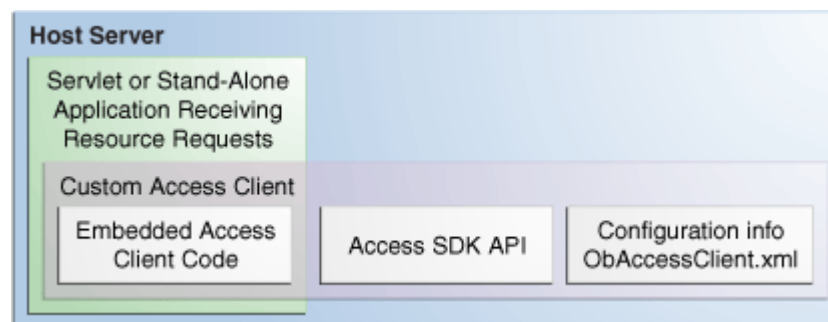 Host Server
Servlet or Stand-Alone
Application Receiving
Resource Requests
Custom Access Client
Embedded Access
Client Code
Access SDK API
Configuration info
ObAccessClient.xml